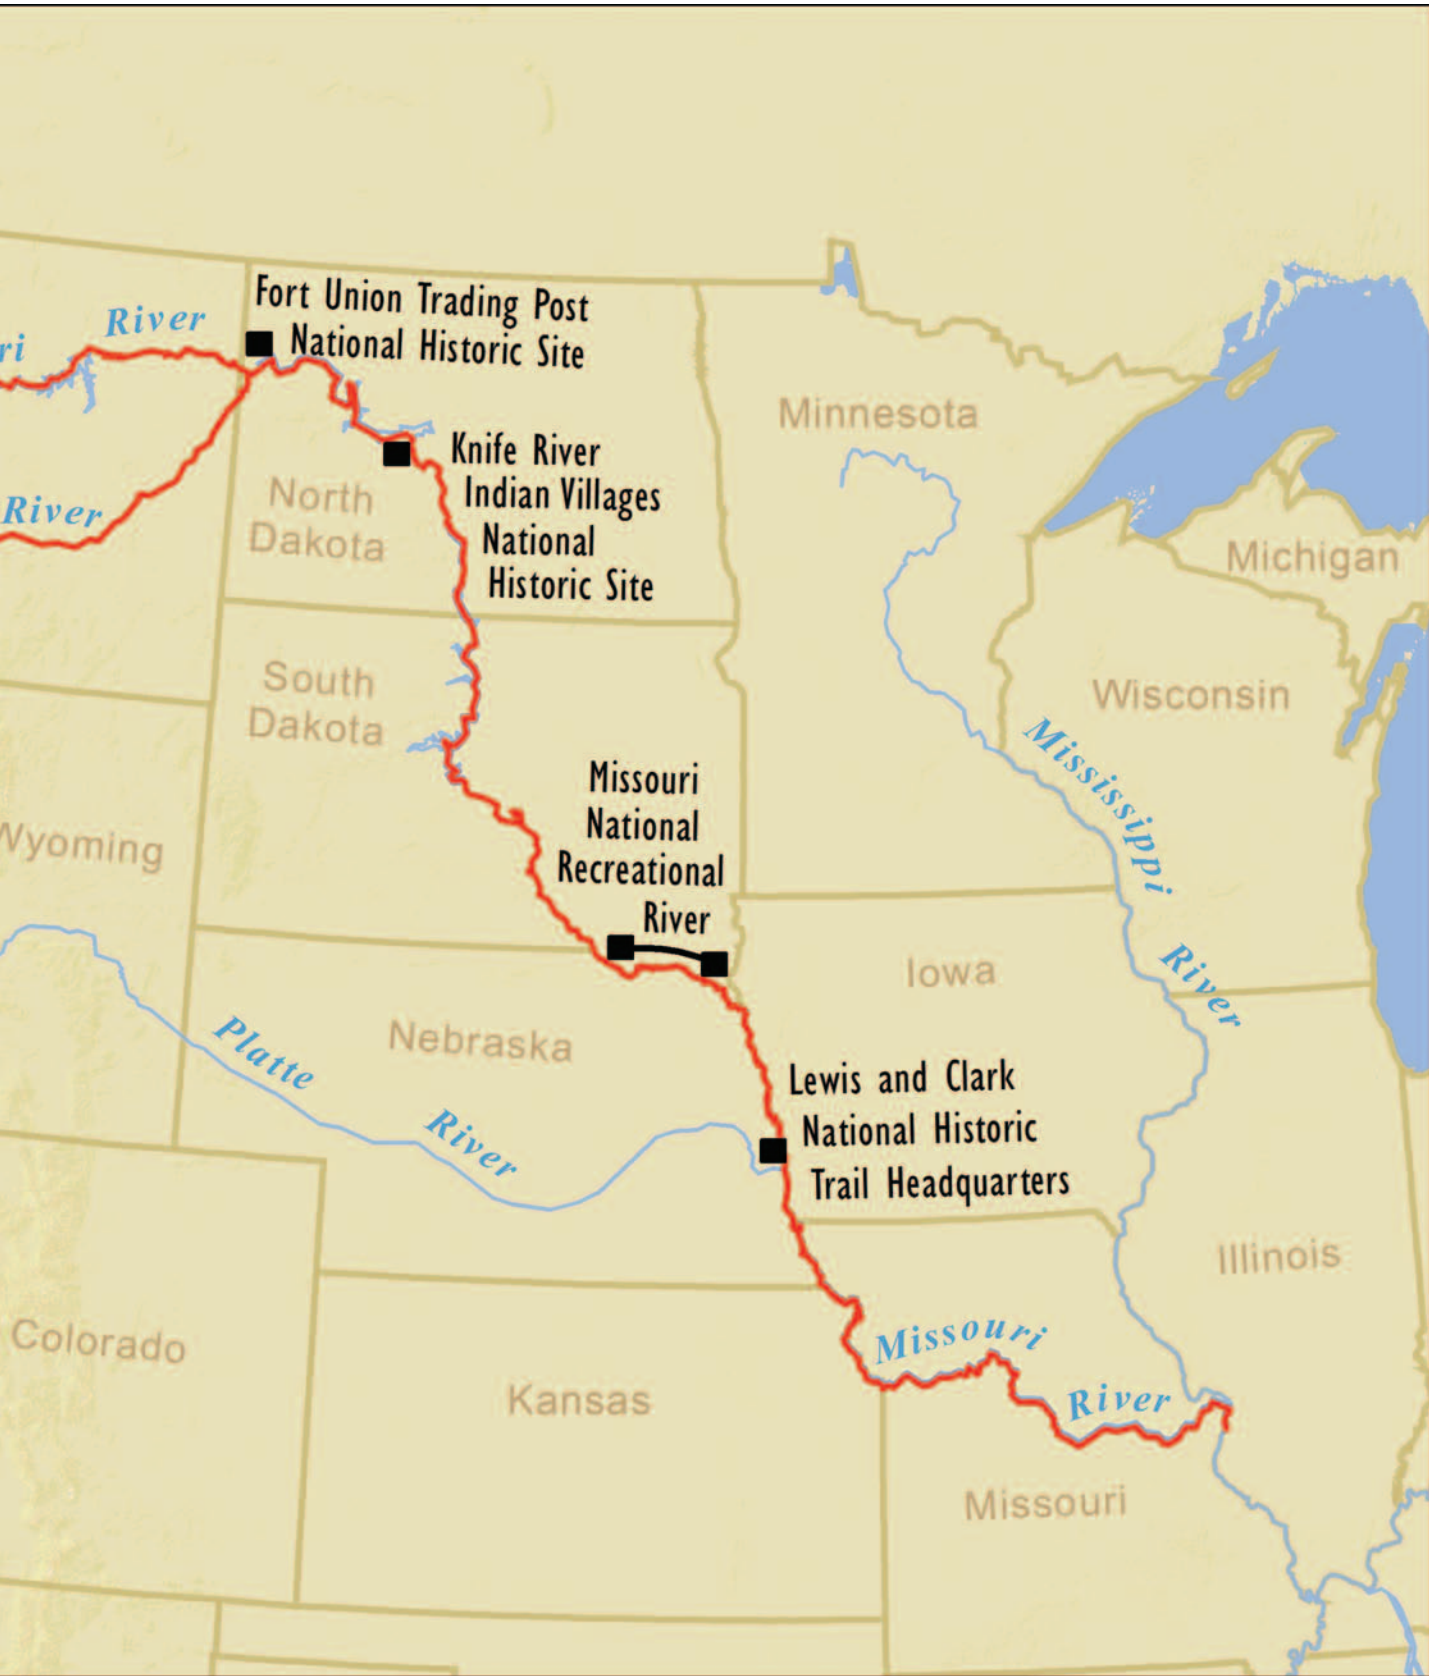 Fort Union Trading Post
National Historic Site
River
ri
Minnesota
Knife River
Indian Villages
National
Historic Site
North
Dakota
River
Michigan
South
Dakota
Wisconsin
Mississippi
River
Missouri
National
Recreational
River
Wyoming
Iowa
Nebraska
Platte
River
Lewis and Clark
National Historic
Trail Headquarters
Illinois
Colorado
Missouri
River
Kansas
Missouri